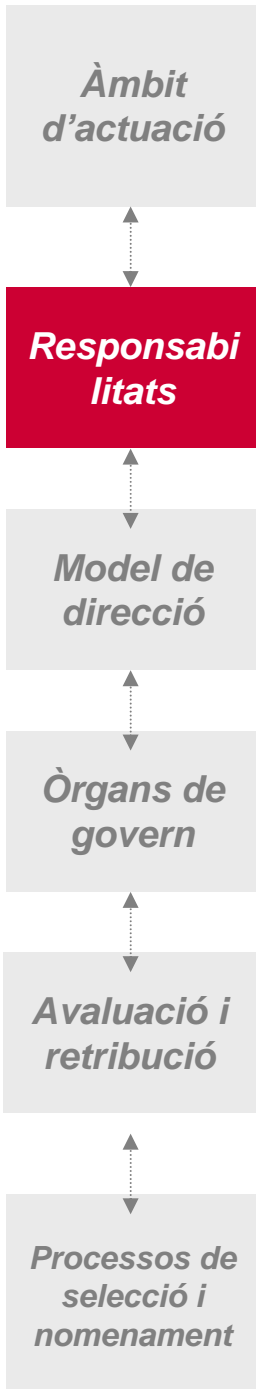 Àmbit
d'actuació
Responsabi
litats
Model de
direcció
Òrgans de
govern
Avaluació i
retribució
Processos de
selecció i
nomenament